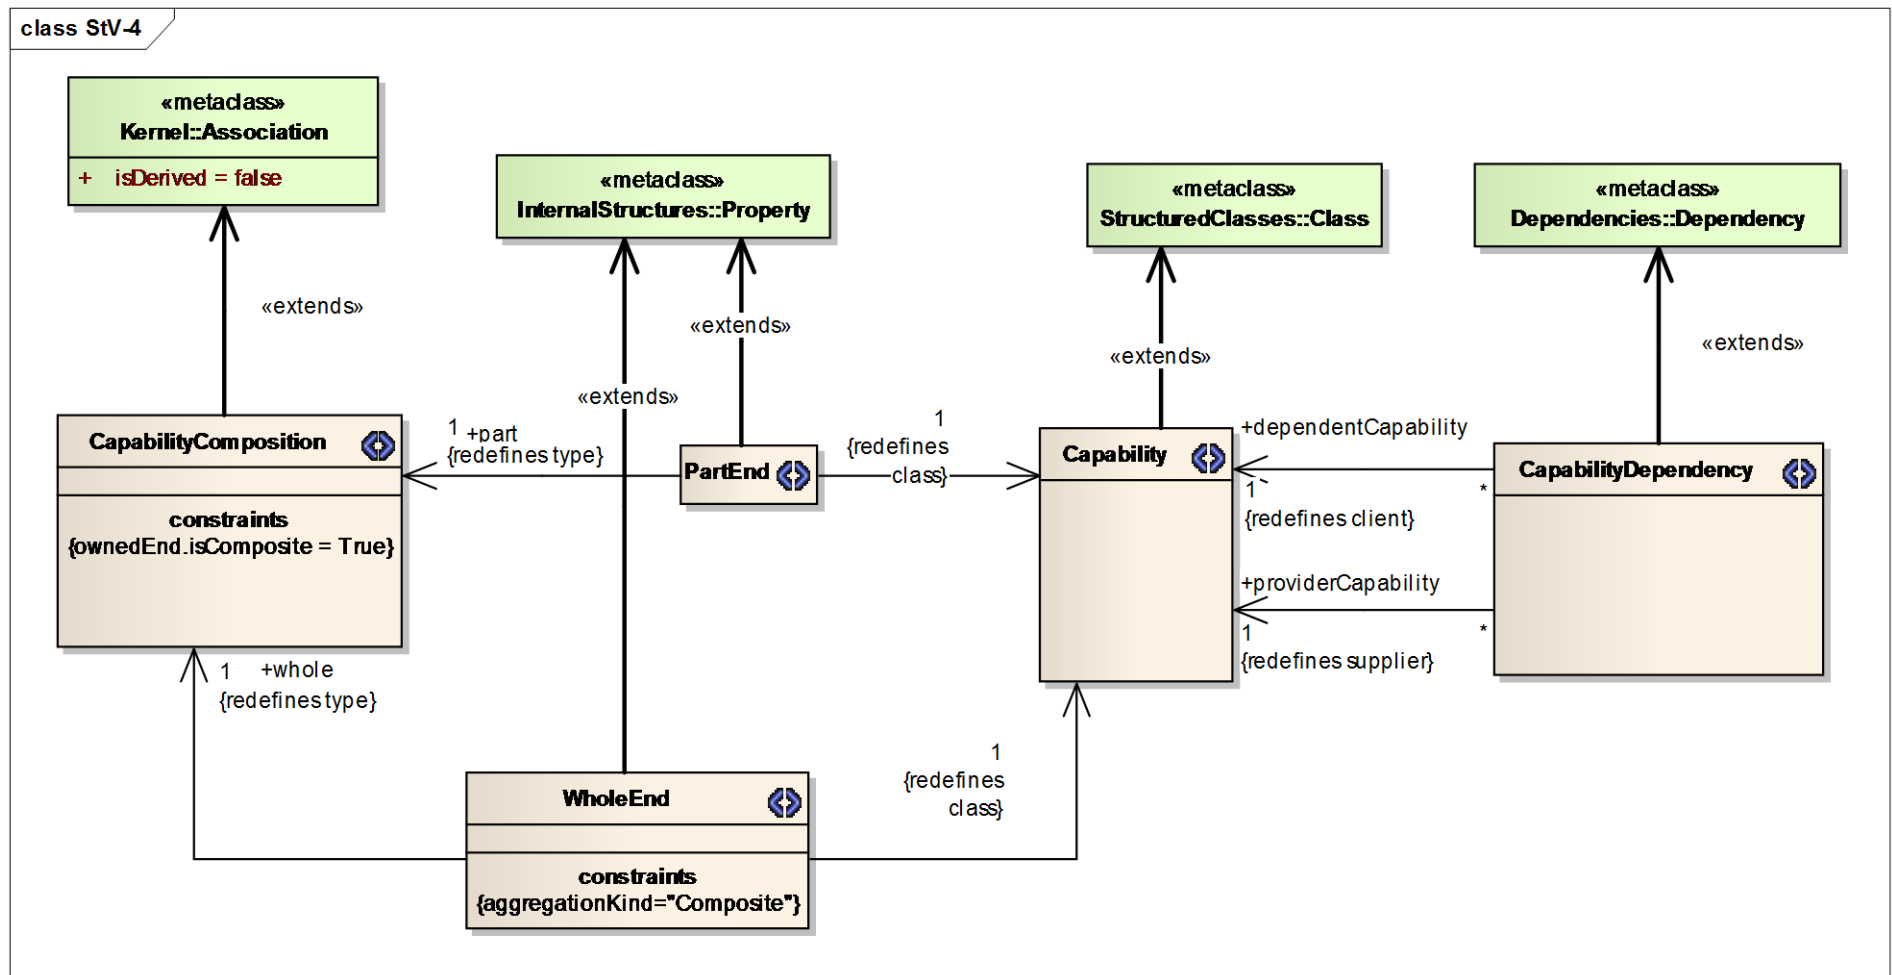 class StV-4
«metaclass»
Kernel::Association
+ isDerived = false
«metaclass»
InternalStructures::Property
«metaclass»
StructuredClasses::Class
«metaclass»
Dependencies::Dependency
«extends»
«extends»
«extends»
«extends»
«extends»
CapabilityComposition
constraints
{ownedEnd.isComposite = True}
1 +part
{redefines type}
PartEnd
1
{redefines
class}
Capability
+dependentCapability
1
*
{redefines client}
+providerCapability
1
*
{redefines supplier}
CapabilityDependency
1 +whole
{redefines type}
WholeEnd
constraints
{aggregationKind="Composite"}
1
{redefines
class}